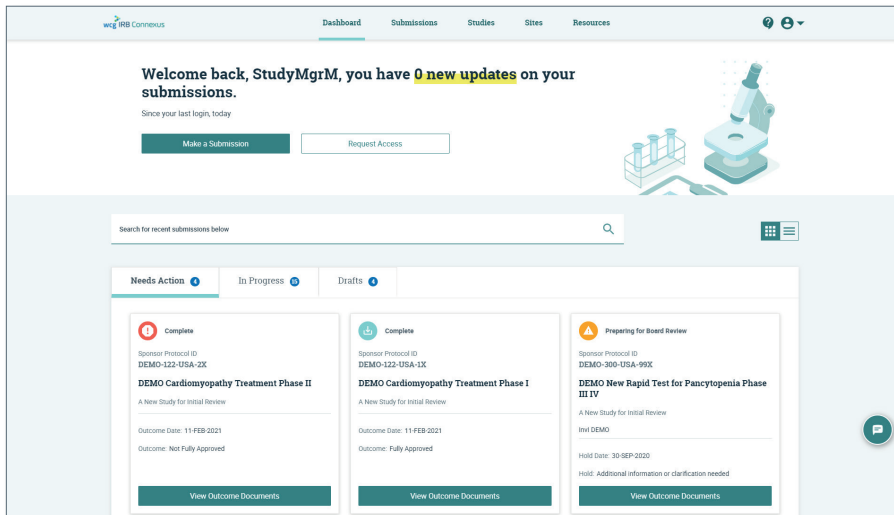 wcg IRB Connexus
Dashboard Submissions Studies Sites Resources
Welcome back, StudyMgrM, you have 0 new updates on your
submissions.
Since your last login, today
Make a Submission Request Access
Search for recent submissions below
Needs Action 4 In Progress 15 Drafts 4
Complete
Sponsor Protocol ID
DEMO-122-USA-2X
DEMO Cardiomyopathy Treatment Phase II
A New Study for Initial Review
Outcome Date: 11-FEB-2021
Outcome: Not Fully Approved
View Outcome Documents
Complete
Sponsor Protocol ID
DEMO-122-USA-1X
DEMO Cardiomyopathy Treatment Phase I
A New Study for Initial Review
Outcome Date: 11-FEB-2021
Outcome: Fully Approved
View Outcome Documents
Preparing for Board Review
Sponsor Protocol ID
DEMO-300-USA-99X
DEMO New Rapid Test for Pancytopenia Phase
III IV
A New Study for Initial Review
Invl DEMO
Hold Date: 30-SEP-2020
Hold: Additional information or clarification needed
View Outcome Documents